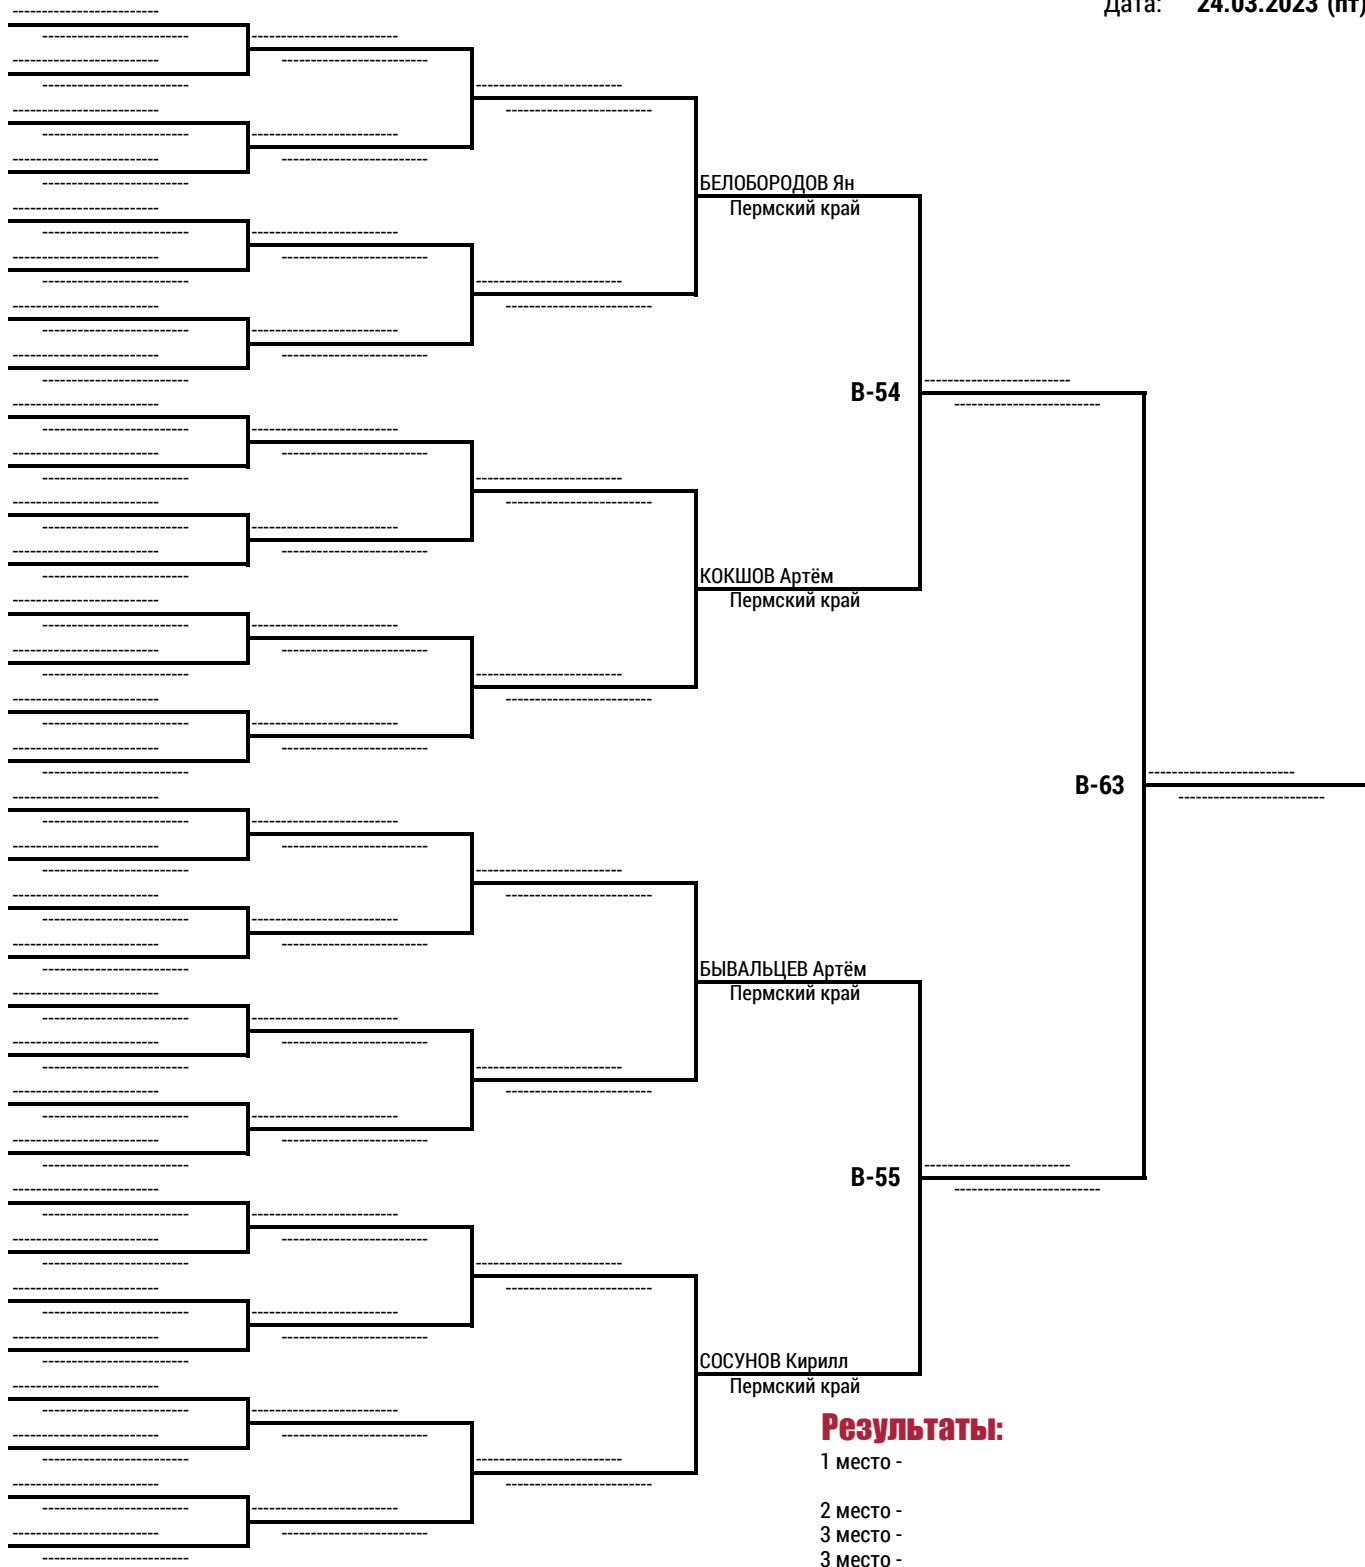 Дата: 24.03.2023 (пт)
БЕЛОБОРОДОВ Ян
Пермский край
B-54
КОКШОВ Артём
Пермский край
B-63
БЫВАЛЬЦЕВ Артём
Пермский край
B-55
СОСУНОВ Кирилл
Пермский край
Результаты:
1 место -
2 место -
3 место -
3 место -